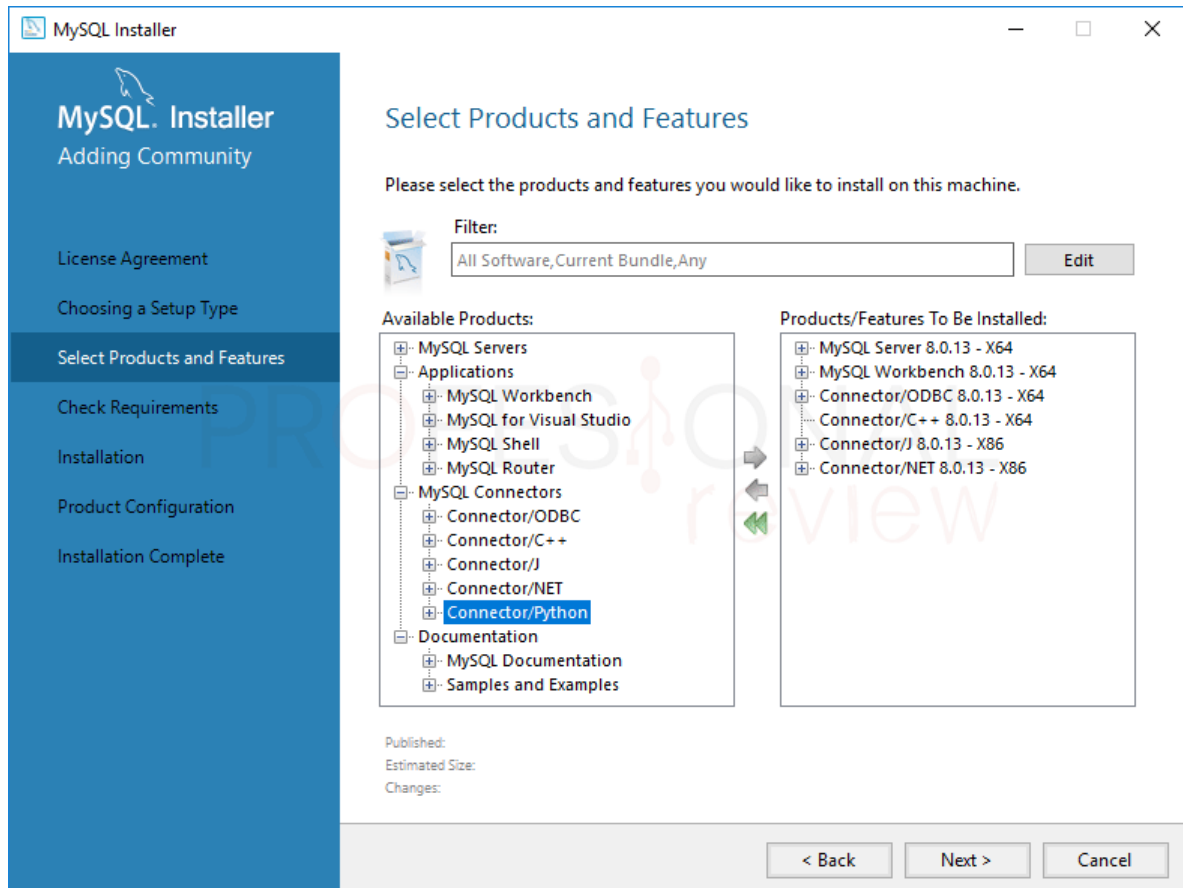 MySQL Installer
MySQL. Installer
Adding Community
License Agreement
Choosing a Setup Type
Select Products and Features
Check Requirements
Installation
Product Configuration
Installation Complete
Select Products and Features
Please select the products and features you would like to install on this machine.
Filter:
All Software,Current Bundle,Any
Edit
Available Products:
MySQL Servers
Applications
MySQL Workbench
MySQL for Visual Studio
MySQL Shell
MySQL Router
MySQL Connectors
Connector/ODBC
Connector/C++
Connector/J
Connector/NET
Connector/Python
Documentation
MySQL Documentation
Samples and Examples
Products/Features To Be Installed:
MySQL Server 8.0.13 - X64
MySQL Workbench 8.0.13 - X64
Connector/ODBC 8.0.13 - X64
Connector/C++ 8.0.13 - X64
Connector/J 8.0.13 - X86
Connector/NET 8.0.13 - X86
PROFESIONAL
review
Published:
Estimated Size:
Changes:
< Back
Next >
Cancel